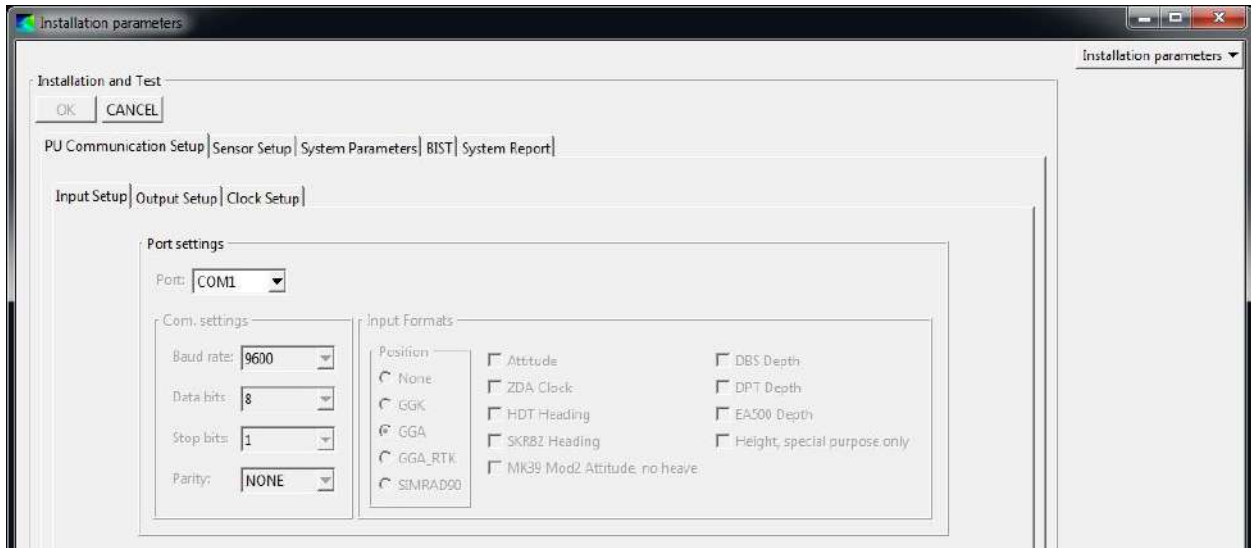 Installation parameters
Installation parameters
Installation and Test
OK CANCEL
PU Communication Setup Sensor Setup System Parameters BIST System Report
Input Setup Output Setup Clock Setup
Port settings
Port: COM1
Com. settings
Baud rate: 9600
Data bits 8
Stop bits: 1
Parity: NONE
Input Formats
Position
None
GGK
GGA
GGA_RTK
SIMRAD90
Attitude
ZDA Clock
HDT Heading
SKR82 Heading
MK39 Mod2 Attitude, no heave
DBS Depth
DPT Depth
EA500 Depth
Height, special purpose only